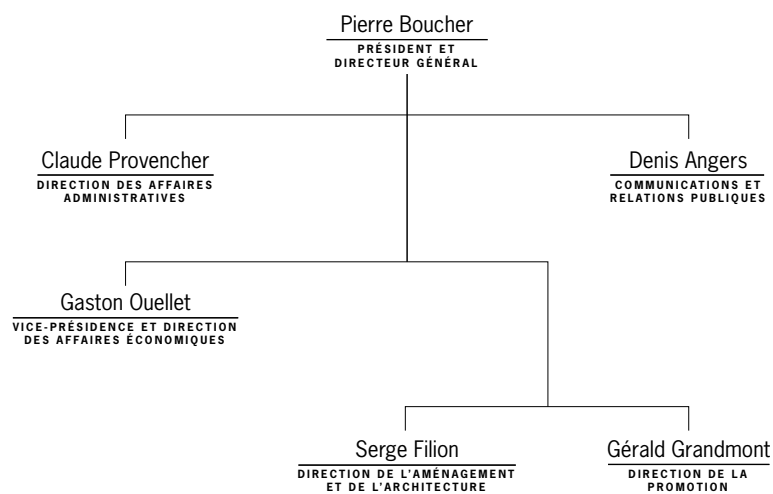 Pierre Boucher
PRÉSIDENT ET
DIRECTEUR GÉNÉRAL
Claude Provencher
DIRECTION DES AFFAIRES
ADMINISTRATIVES
Denis Angers
COMMUNICATIONS ET
RELATIONS PUBLIQUES
Gaston Ouellet
VICE-PRÉSIDENCE ET DIRECTION
DES AFFAIRES ÉCONOMIQUES
Serge Filion
DIRECTION DE L'AMÉNAGEMENT
ET DE L'ARCHITECTURE
Gérald Grandmont
DIRECTION DE LA
PROMOTION